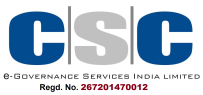 CSC
e-GOVERNANCE SERVICES INDIA LIMITED
Regd. No. 267201470012